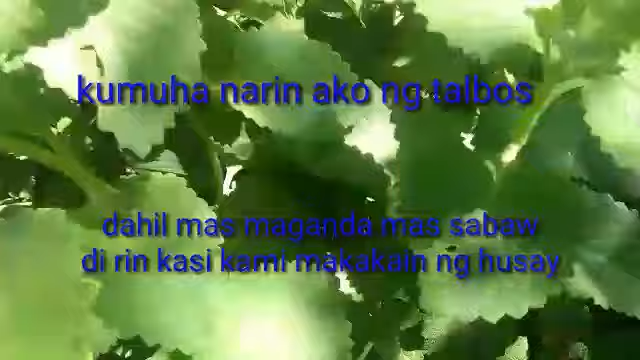 kumuha narin ako ng talbos
dahil mas maganda mas sabaw
di rin kasi kami makakain ng husay